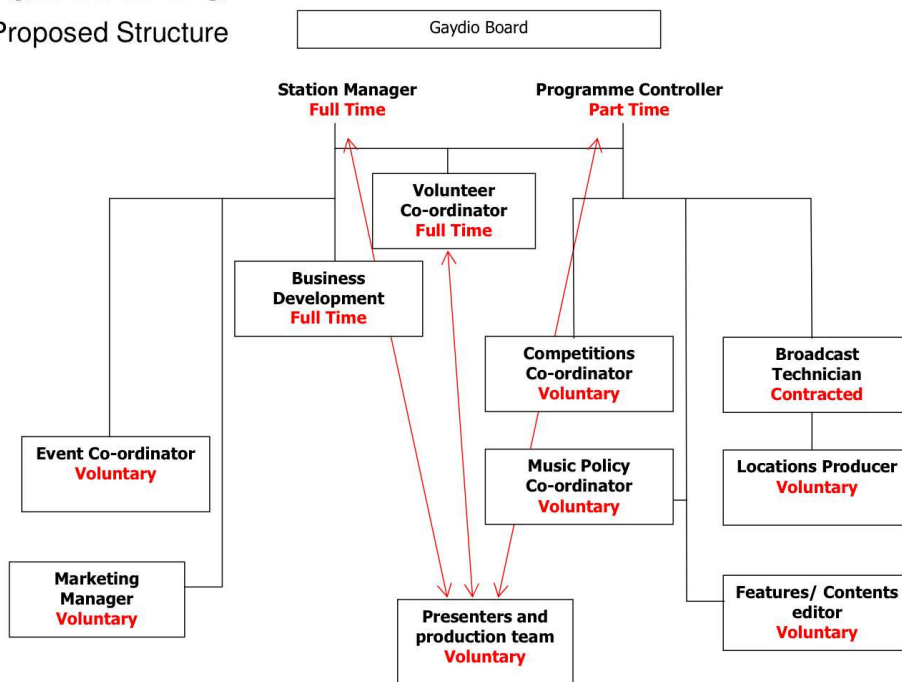 Proposed Structure
Gaydio Board
Station Manager
Full Time
Programme Controller
Part Time
Volunteer
Co-ordinator
Full Time
Business
Development
Full Time
Competitions
Co-ordinator
Voluntary
Broadcast
Technician
Contracted
Event Co-ordinator
Voluntary
Music Policy
Co-ordinator
Voluntary
Locations Producer
Voluntary
Marketing
Manager
Voluntary
Presenters and
production team
Voluntary
Features/ Contents
editor
Voluntary